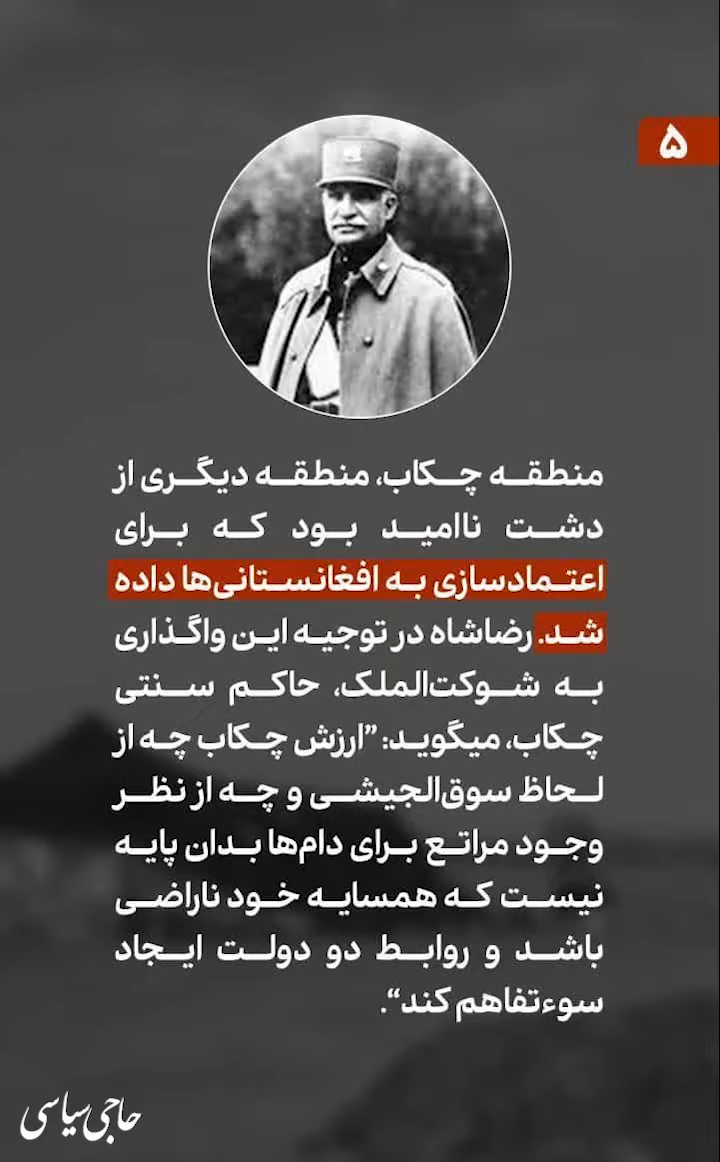 ۵
منطقه چکاب، منطقه دیگری از
دشت ناامید بود که برای
اعتمادسازی به افغانستانی‌ها داده
شد. رضاشاه در توجیه این واگذاری
به شوکت‌الملک، حاکم سنتی
چکاب، میگوید: ”ارزش چکاب چه از
لحاظ سوق‌الجیشی و چه از نظر
وجود مراتع برای دام‌ها بدان پایه
نیست که همسایه خود ناراضی
باشد و روابط دو دولت ایجاد
سوءتفاهم کند“.
حاجی سیاسی